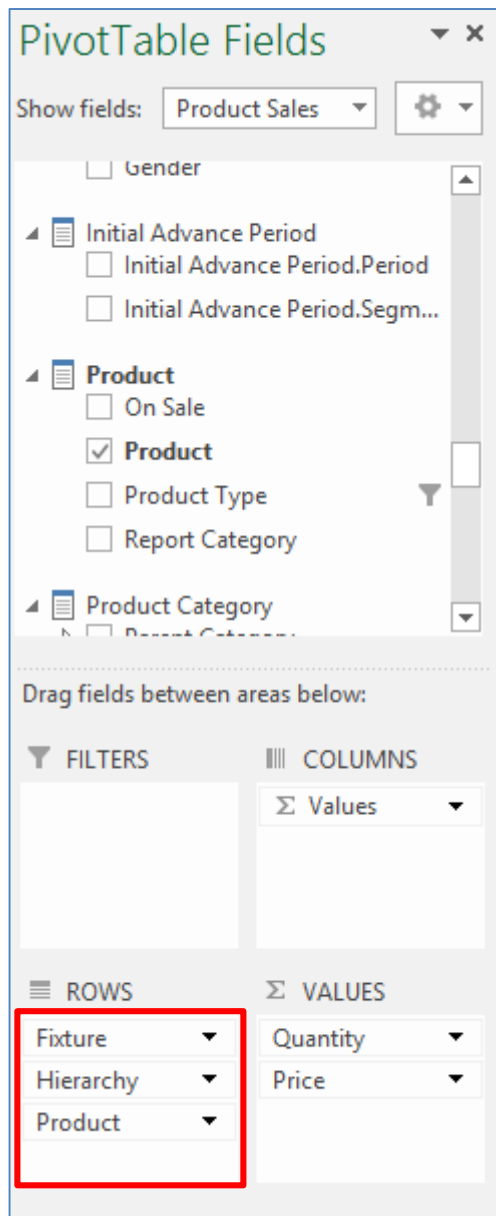 PivotTable Fields
Show fields: Product Sales
Gender
Initial Advance Period
Initial Advance Period.Period
Initial Advance Period.Segm...
Product
On Sale
Product
Product Type
Report Category
Product Category
Parent Category
Drag fields between areas below:
FILTERS
COLUMNS
Σ Values
ROWS
Σ VALUES
Fixture
Quantity
Hierarchy
Price
Product